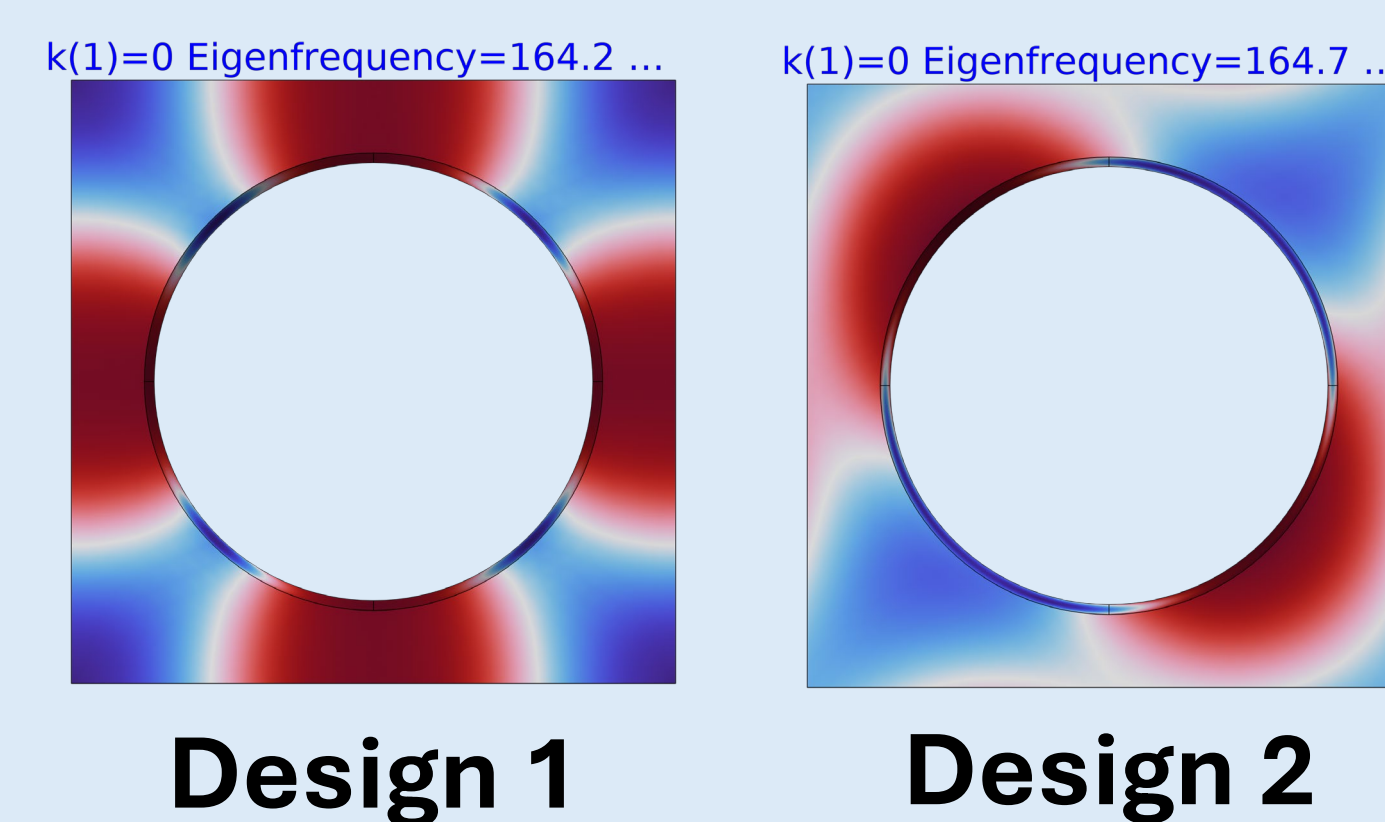 k(1)=0 Eigenfrequency=164.2 ...
k(1)=0 Eigenfrequency=164.7 ..
Design 1
Design 2